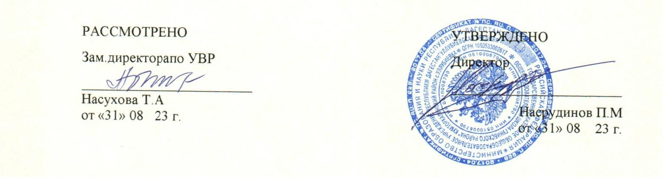 РАССМОТРЕНО
Зам.директорапо УВР
Насухова Т.А
от «31» 08 23 г.
УТВЕРЖДЕНО
Директор
Насрудинов П.М
от «31» 08 23 г.